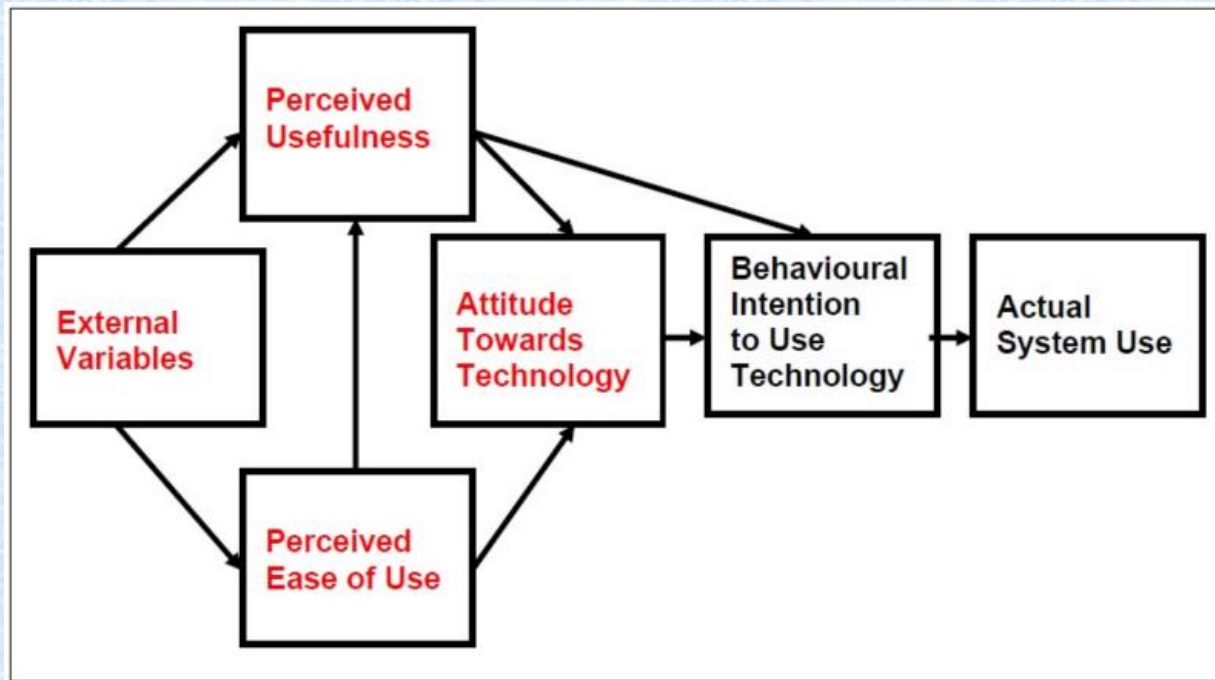 Perceived
Usefulness
External
Variables
Attitude
Towards
Technology
Behavioural
Intention
to Use
Technology
Actual
System Use
Perceived
Ease of Use